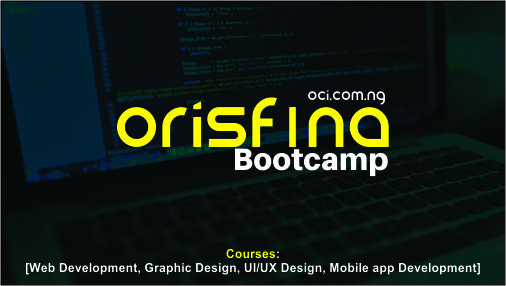 oci.com.ng
orisfina
Bootcamp
Courses:
[Web Development, Graphic Design, UI/UX Design, Mobile app Development]